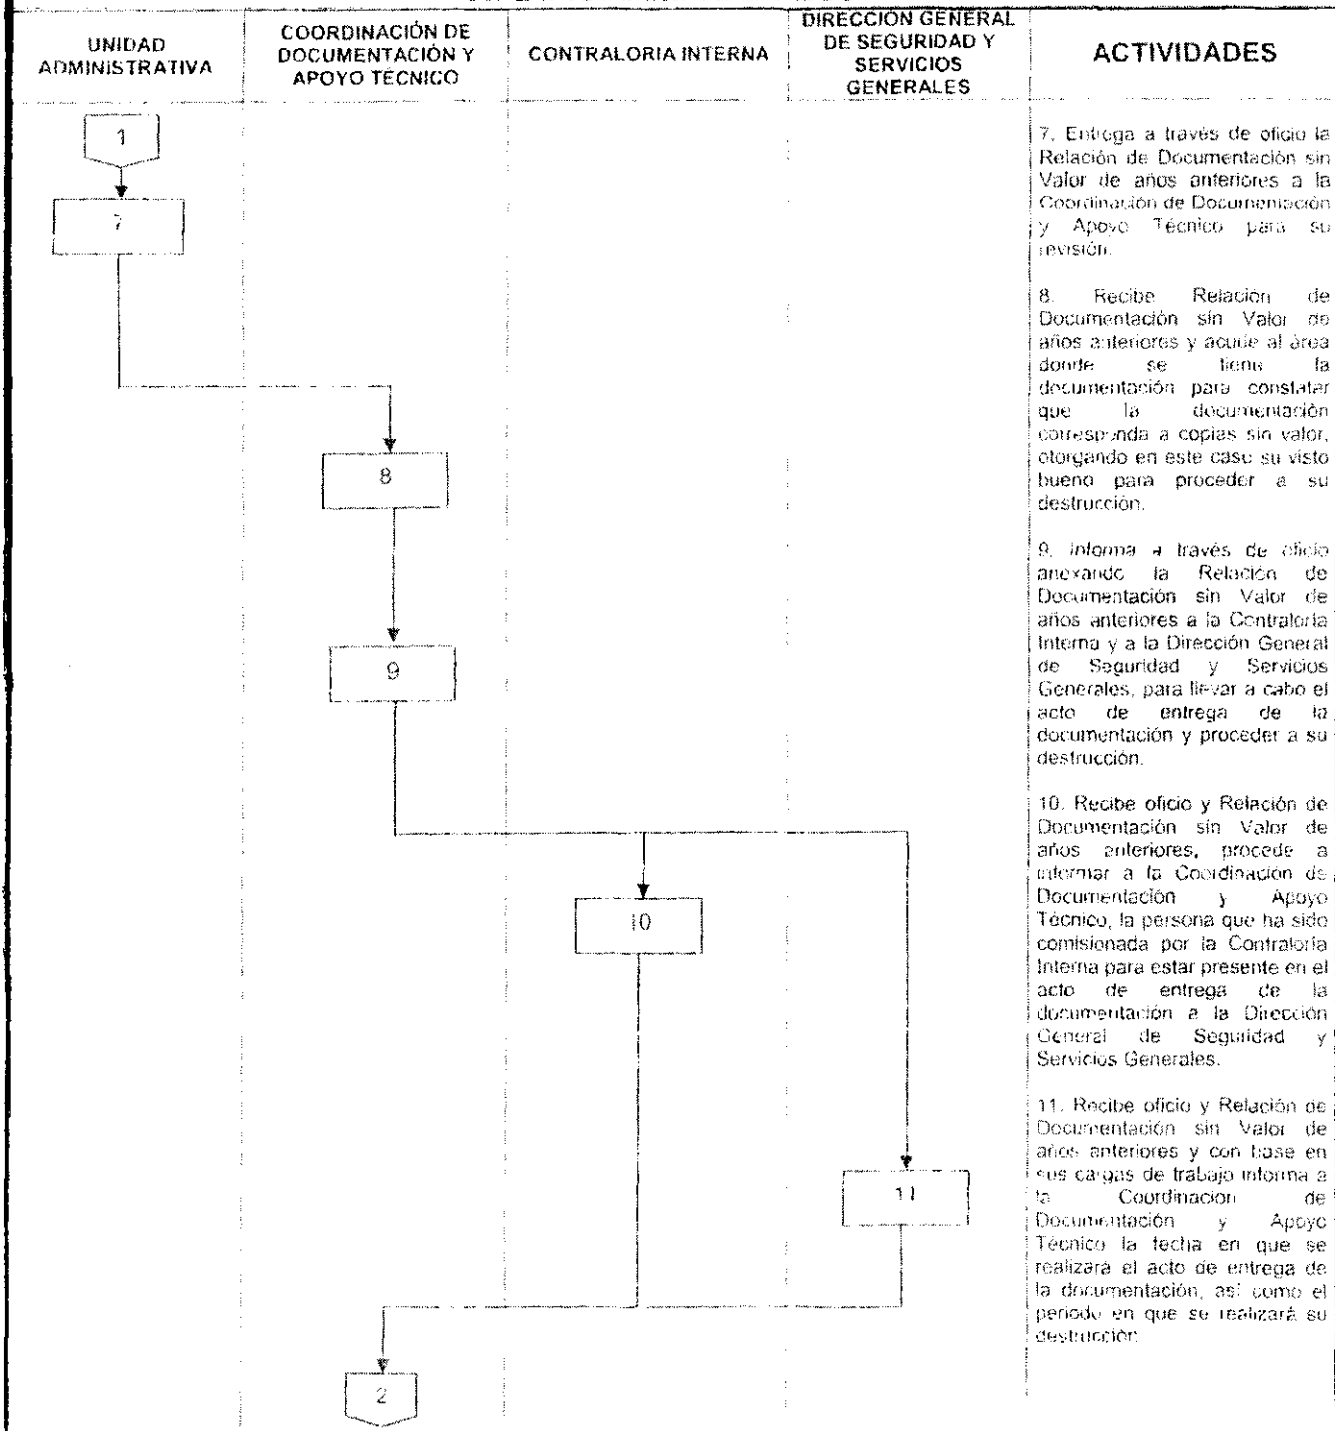 UNIDAD
ADMINISTRATIVA
COORDINACIÓN DE
DOCUMENTACIÓN Y
APOYO TÉCNICO
CONTRALORIA INTERNA
DIRECCIÓN GENERAL
DE SEGURIDAD Y
SERVICIOS
GENERALES
ACTIVIDADES
1
7
8
9
10
11
2
7. Entrega a través de oficio la
Relación de Documentación sin
Valor de años anteriores a la
Coordinación de Documentación
y Apoyo Técnico para su
revisión.
8. Recibe Relación de
Documentación sin Valor de
años anteriores y acude al área
donde se tiene la
documentación para constatar
que la documentación
corresponda a copias sin valor,
otorgando en este caso su visto
bueno para proceder a su
destrucción.
9. Informa a través de oficio
anexando la Relación de
Documentación sin Valor de
años anteriores a la Contraloría
Interna y a la Dirección General
de Seguridad y Servicios
Generales, para llevar a cabo el
acto de entrega de la
documentación y proceder a su
destrucción.
10. Recibe oficio y Relación de
Documentación sin Valor de
años anteriores, procede a
informar a la Coordinación de
Documentación y Apoyo
Técnico, la persona que ha sido
comisionada por la Contraloría
Interna para estar presente en el
acto de entrega de la
documentación a la Dirección
General de Seguridad y
Servicios Generales.
11. Recibe oficio y Relación de
Documentación sin Valor de
años anteriores y con base en
sus cargas de trabajo informa a
la Coordinacion de
Documentación y Apoyo
Técnico la fecha en que se
realizará el acto de entrega de
la documentación, así como el
periodo en que se realizará su
destrucción.